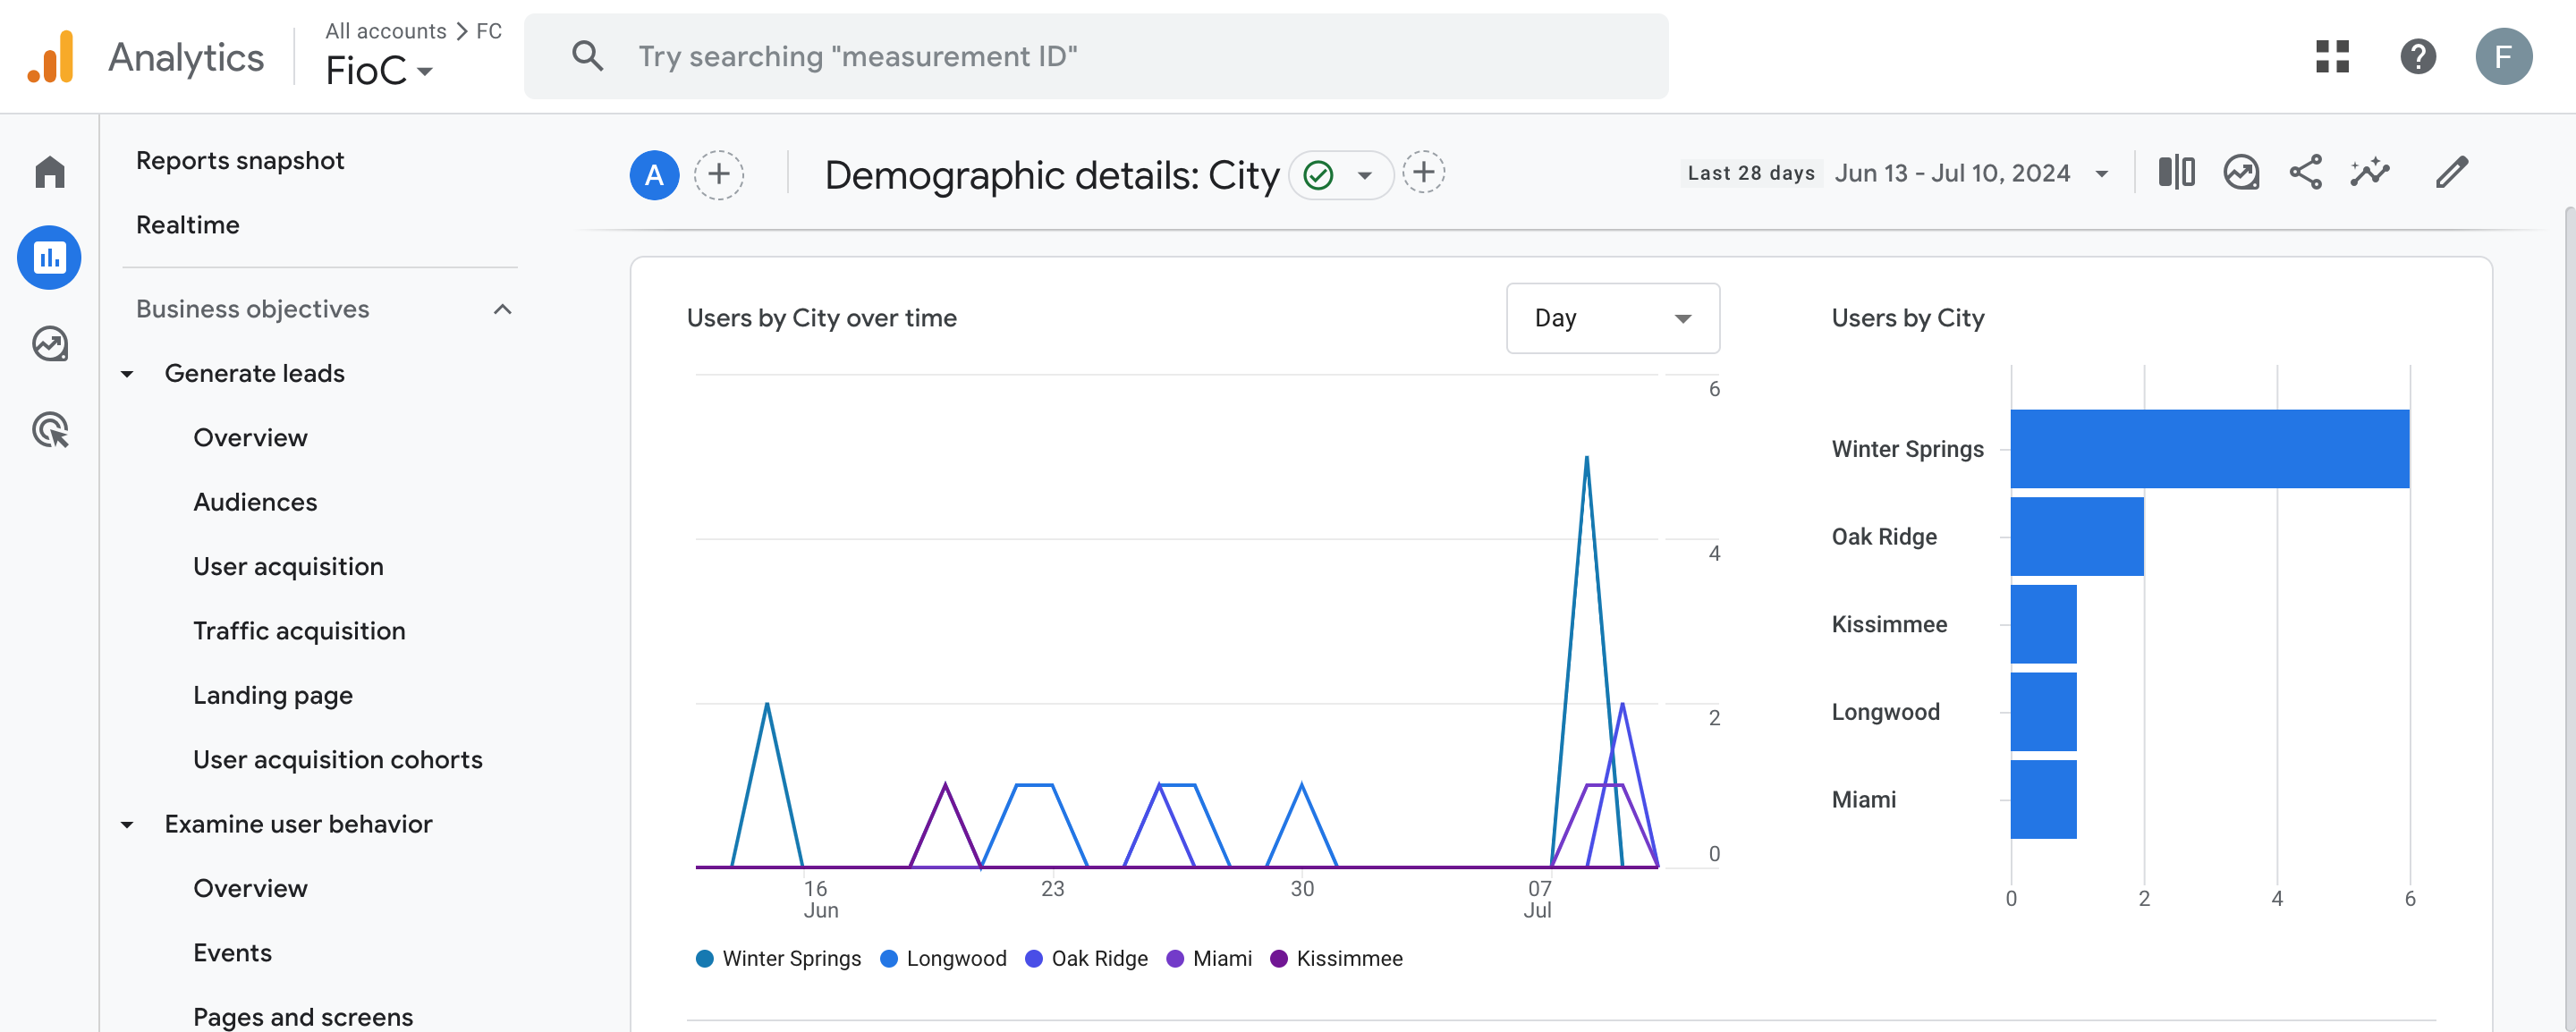 Analytics
All accounts > FC
FioC
Try searching "measurement ID"
F
Reports snapshot
Realtime
Business objectives
Generate leads
Overview
Audiences
User acquisition
Traffic acquisition
Landing page
User acquisition cohorts
Examine user behavior
Overview
Events
Pages and screens
A
Demographic details: City
Last 28 days Jun 13 - Jul 10, 2024
Users by City over time
Day
6
4
2
0
16 23 30 07
Jun Jul
Winter Springs Longwood Oak Ridge Miami Kissimmee
Users by City
Winter Springs
Oak Ridge
Kissimmee
Longwood
Miami
0 2 4 6